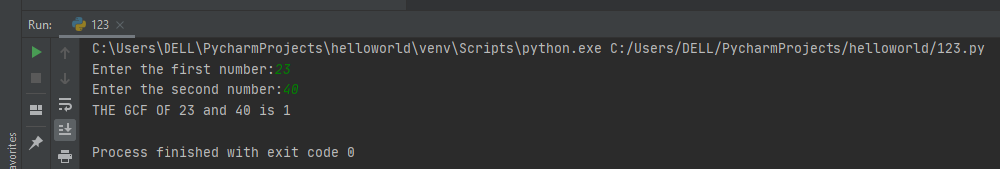 Run:
123
C:\Users\DELL\PycharmProjects\helloworld\venv\Scripts\python.exe C:/Users/DELL/PycharmProjects/helloworld/123.py
Enter the first number:23
Enter the second number:40
THE GCF OF 23 and 40 is 1
Process finished with exit code 0